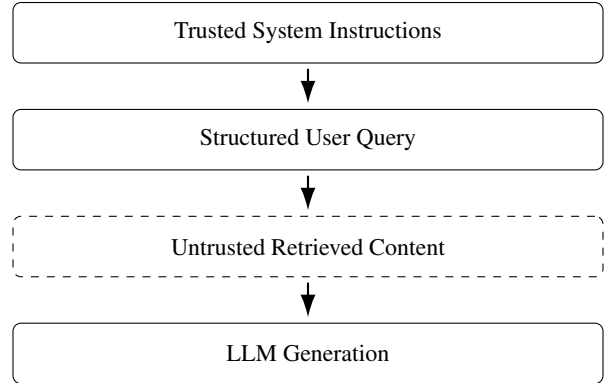 Trusted System Instructions
Structured User Query
Untrusted Retrieved Content
LLM Generation